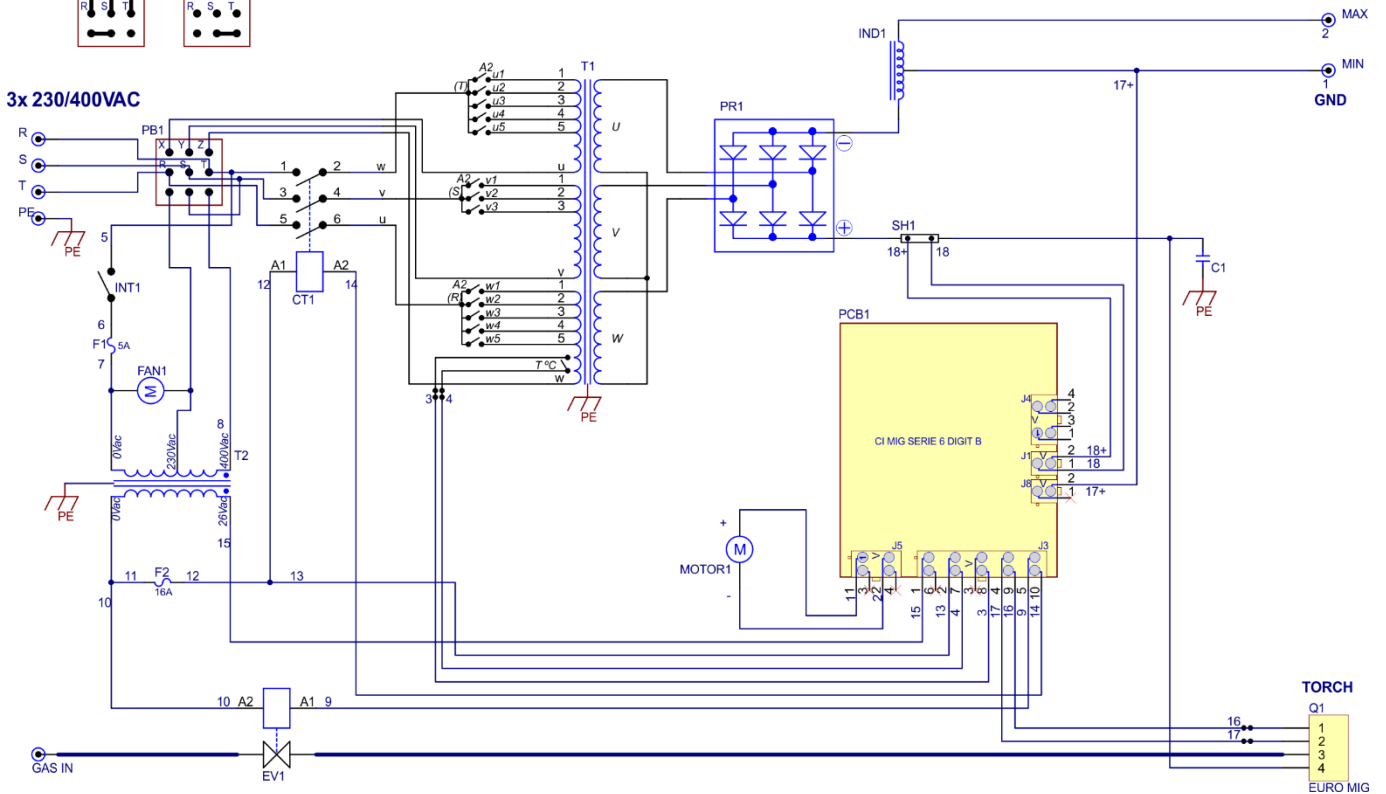 R S T
R S T
MAX
2
IND1
MIN
17+
1
GND
3x 230/400VAC
PB1
X Y Z
R S T
R
S
T
PE
PE
1 2 w
3 4 v
5 6 u
A1 A2
12 14
CT1
T1
A2
(T)
u1 1
u2 2
u3 3
u4 4
u5 5
U
u
A2
(S
v1 1
v2 2
v3 3
V
v
A2
(R)
w1 1
w2 2
w3 3
w4 4
w5 5
W
T ºC
w
3 4
PE
PR1
SH1
18+ 18
C1
PE
5
INT1
6
F1 5A
7
FAN1
M
8
0Vac
230Vac
400Vac
T2
PE
0Vac
26Vac
15
11 F2 12
16A
13
10
PCB1
CI MIG SERIE 6 DIGIT B
J4
V
1
4
2
3
1
J1
V
2 18+
1 18
J8
V
2
1 17+
J5
1
V
J3
V
+
M
MOTOR1
-
1 3 2 4
11 22
1 6 2 7 3 8 4 9 5 10
15 13 4 3 17 16 9 14
10 A2 A1 9
EV1
GAS IN
TORCH
Q1
16 1
17 2
3
4
EURO MIG